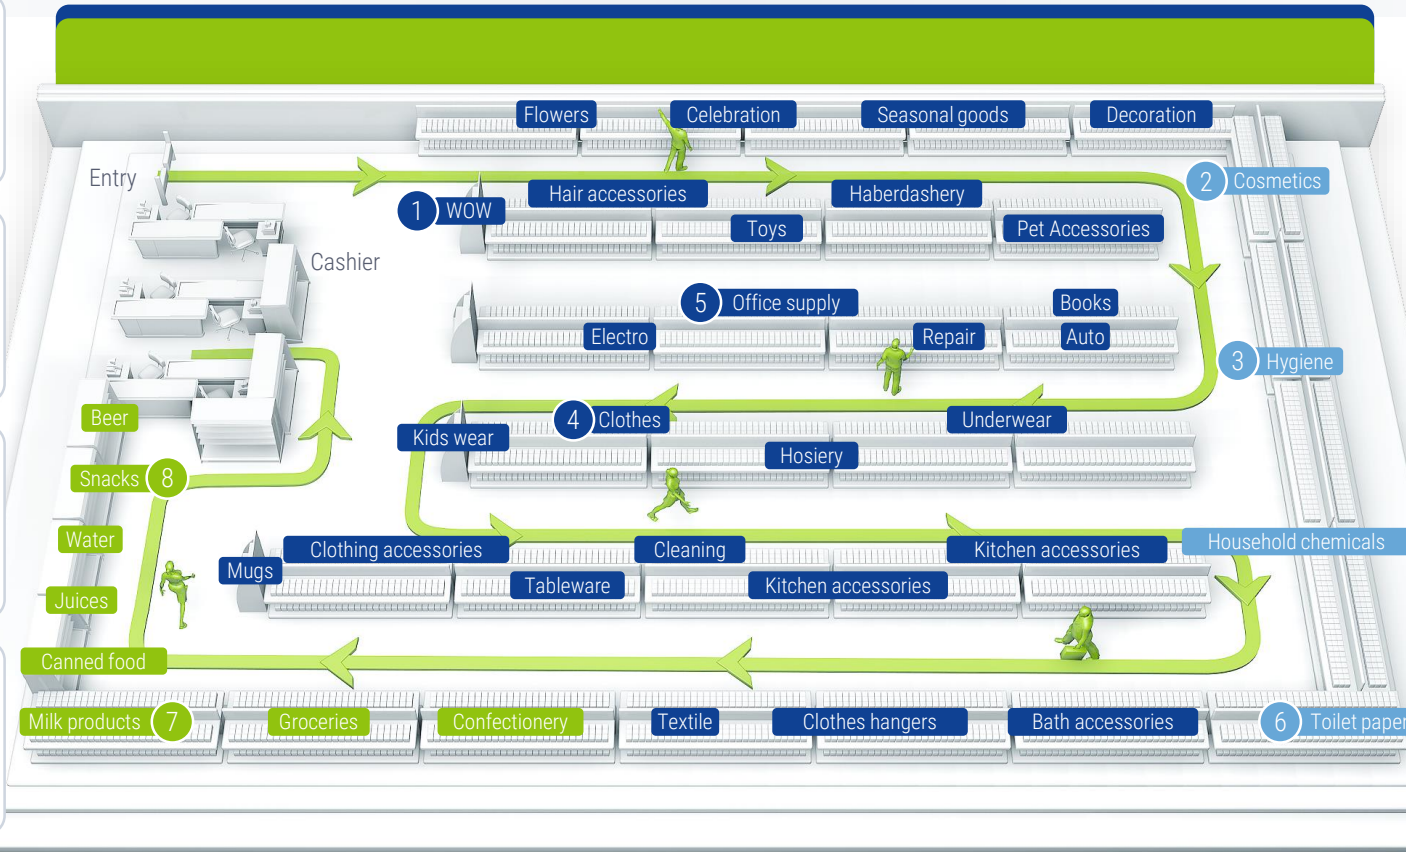 Flowers
Celebration
Seasonal goods
Decoration
Entry
2 Cosmetics
Hair accessories
Haberdashery
1 WOW
Toys
Pet Accessories
Cashier
5 Office supply
Books
Electro
Repair
Auto
3 Hygiene
Beer
4 Clothes
Underwear
Kids wear
Hosiery
Snacks 8
Water
Clothing accessories
Cleaning
Kitchen accessories
Household chemicals
Mugs
Tableware
Kitchen accessories
Juices
Canned food
Milk products 7
Groceries
Confectionery
Textile
Clothes hangers
Bath accessories
6 Toilet paper